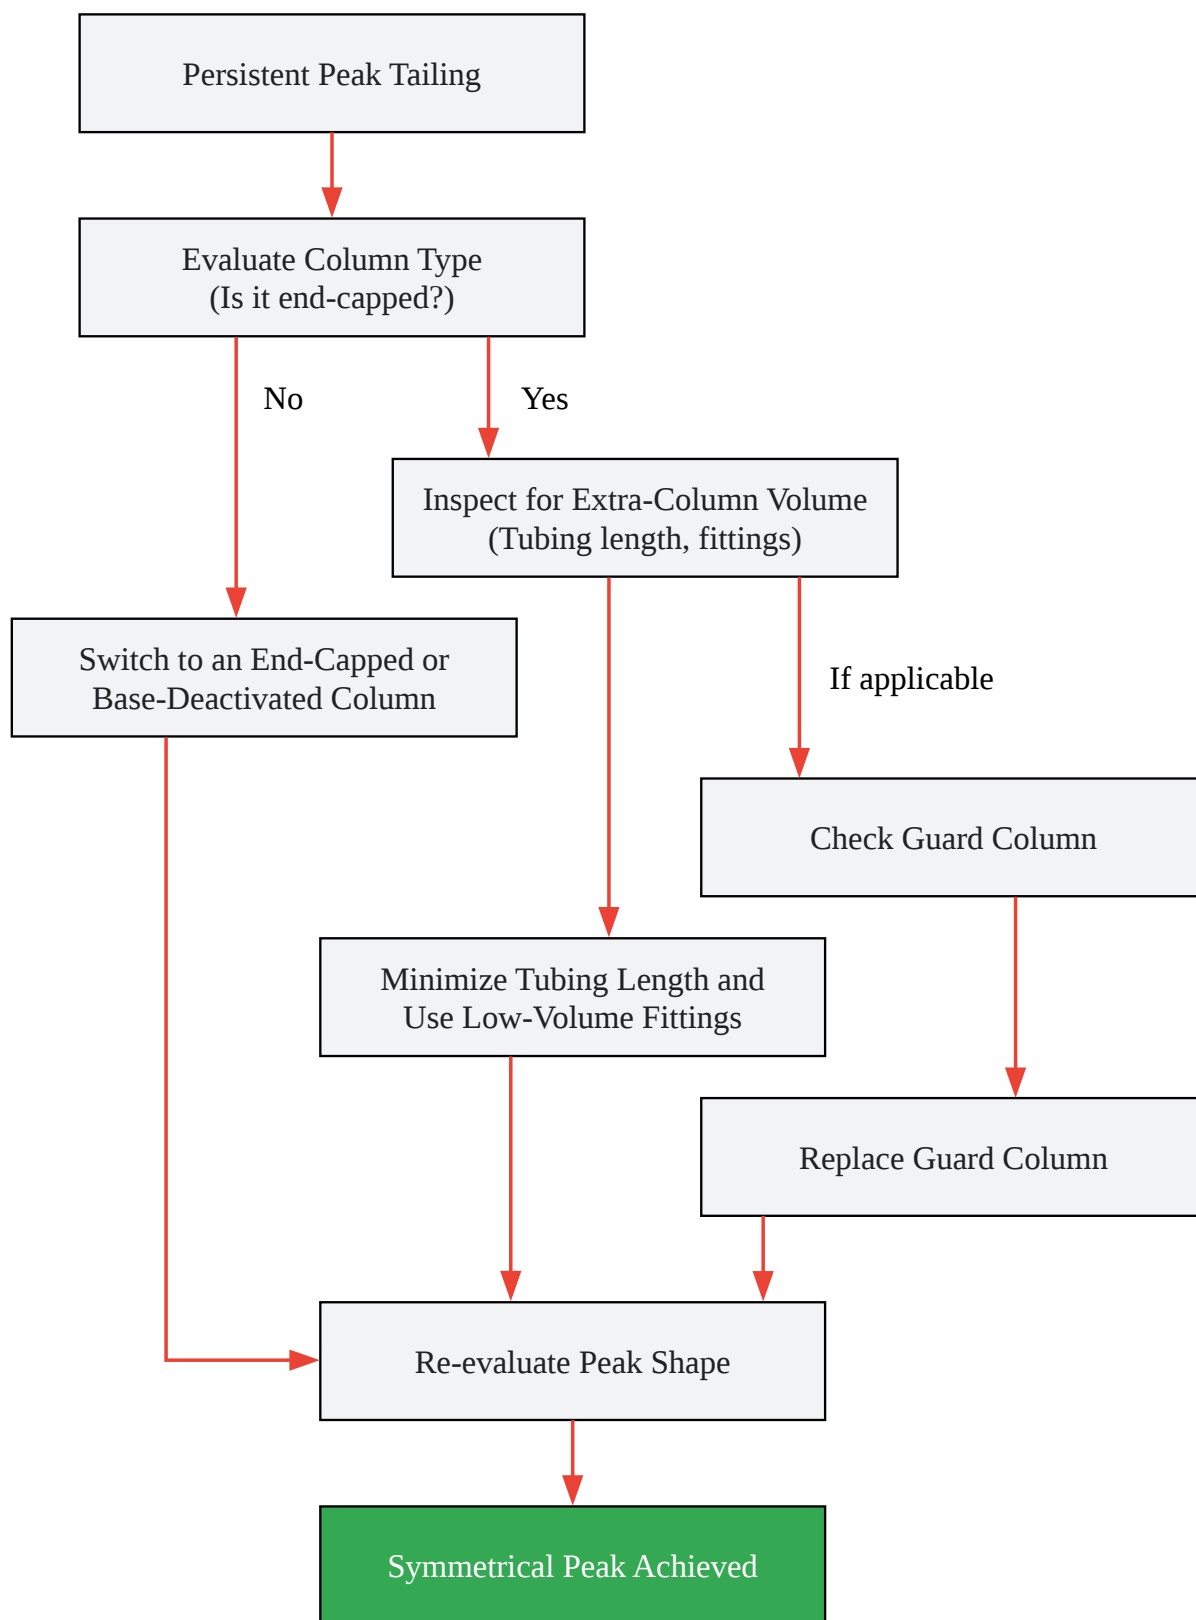 Persistent Peak Tailing
Evaluate Column Type
(Is it end-capped?)
No
Yes
Inspect for Extra-Column Volume
(Tubing length, fittings)
Switch to an End-Capped or
Base-Deactivated Column
If applicable
Check Guard Column
Minimize Tubing Length and
Use Low-Volume Fittings
Replace Guard Column
Re-evaluate Peak Shape
Symmetrical Peak Achieved